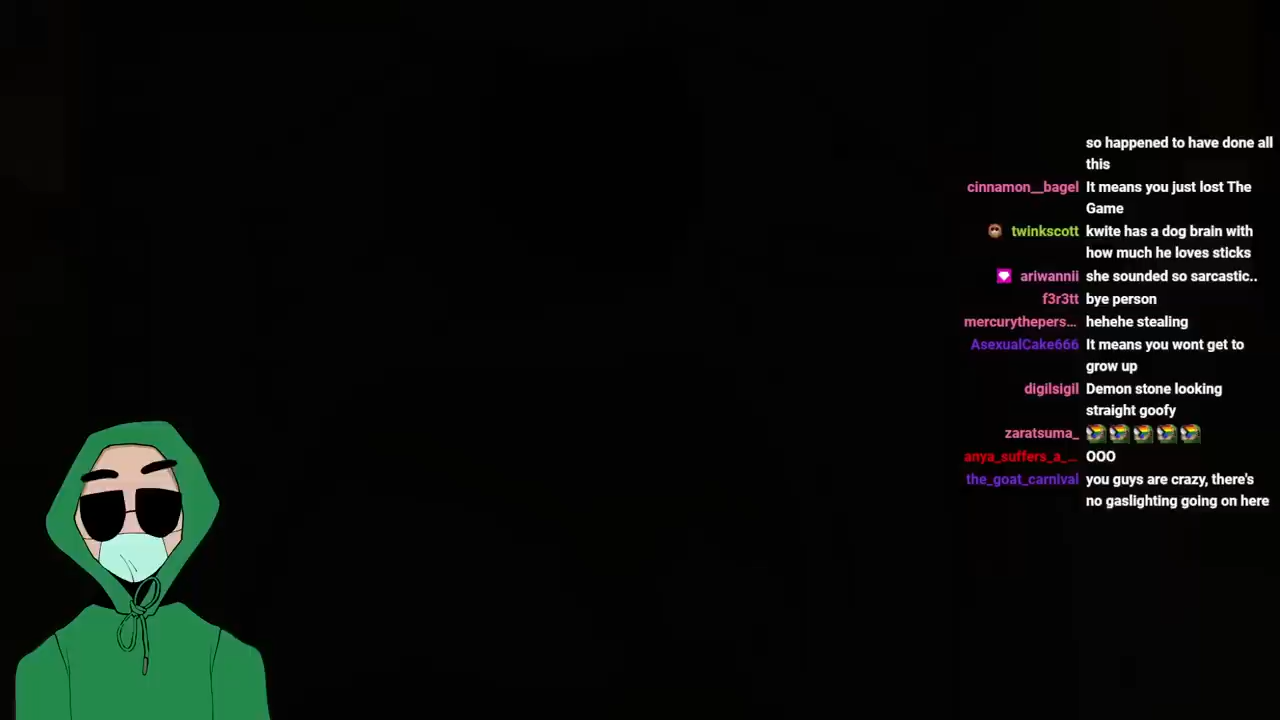 so happened to have done all
this
cinnamon__bagel It means you just lost The
Game
twinkscott kwite has a dog brain with
how much he loves sticks
ariwannii she sounded so sarcastic..
f3r3tt bye person
mercurythepers... hehehe stealing
AsexualCake666 It means you wont get to
grow up
digilsigil Demon stone looking
straight goofy
zaratsuma_
anya_suffers_a_... OOO
the_goat_carnival you guys are crazy, there's
no gaslighting going on here